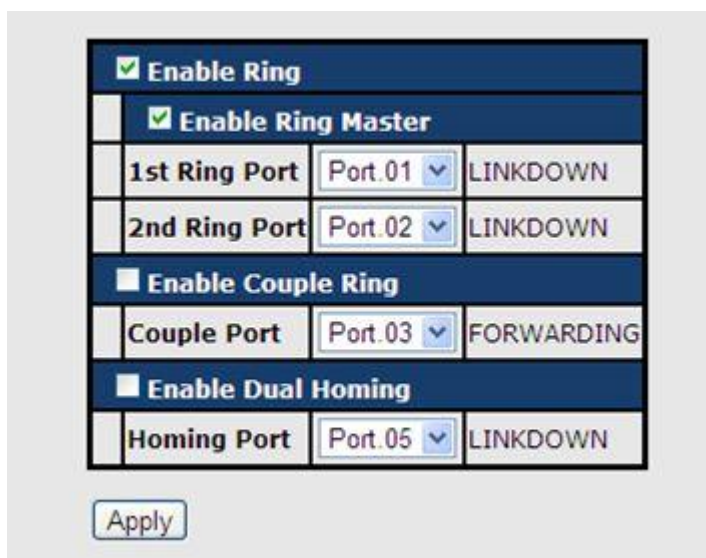 Enable Ring
Enable Ring Master
1st Ring Port Port.01 LINKDOWN
2nd Ring Port Port.02 LINKDOWN
Enable Couple Ring
Couple Port Port.03 FORWARDING
Enable Dual Homing
Homing Port Port.05 LINKDOWN
Apply